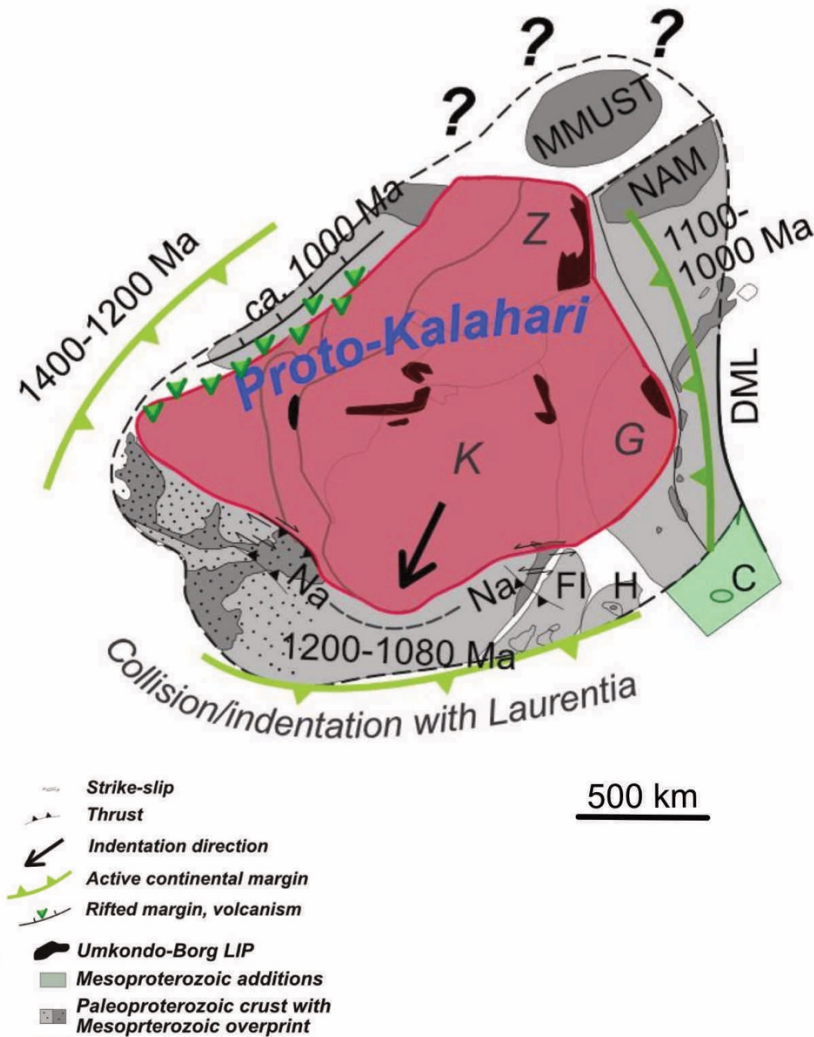 ?
?
?
MMUST
NAM
1100-
1000 Ma
Z
ca. 1000 Ma
1400-1200 Ma
Proto-Kalahari
DML
K
G
Na
Na
FI
H
C
1200-1080 Ma
Collision/indentation with Laurentia
500 km
Strike-slip
Thrust
Indentation direction
Active continental margin
Rifted margin, volcanism
Umkondo-Borg LIP
Mesoproterozoic additions
Paleoproterozoic crust with
Mesoprterozoic overprint